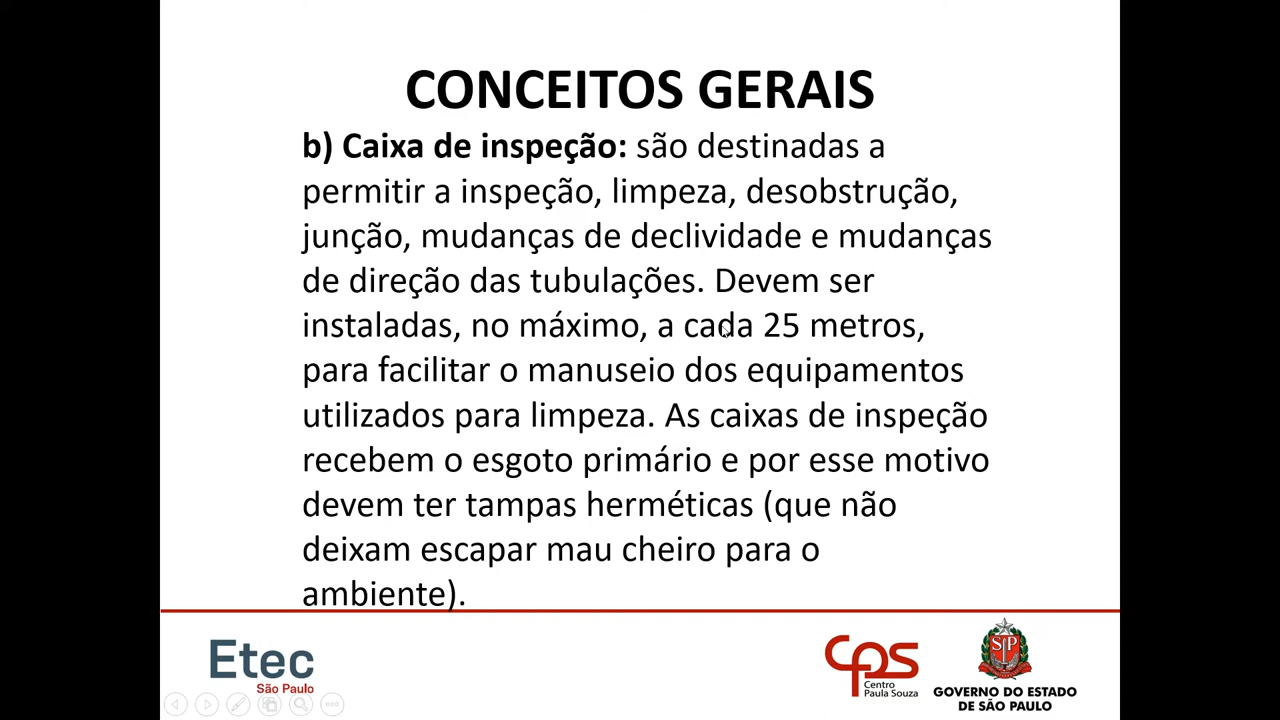 CONCEITOS GERAIS
b) Caixa de inspeção: são destinadas a
permitir a inspeção, limpeza, desobstrução,
junção, mudanças de declividade e mudanças
de direção das tubulações. Devem ser
instaladas, no máximo, a cada 25 metros,
para facilitar o manuseio dos equipamentos
utilizados para limpeza. As caixas de inspeção
recebem o esgoto primário e por esse motivo
devem ter tampas herméticas (que não
deixam escapar mau cheiro para o
ambiente).
Etec
São Paulo
cps
Centro
Paula Souza
SP
GOVERNO DO ESTADO
DE SÃO PAULO